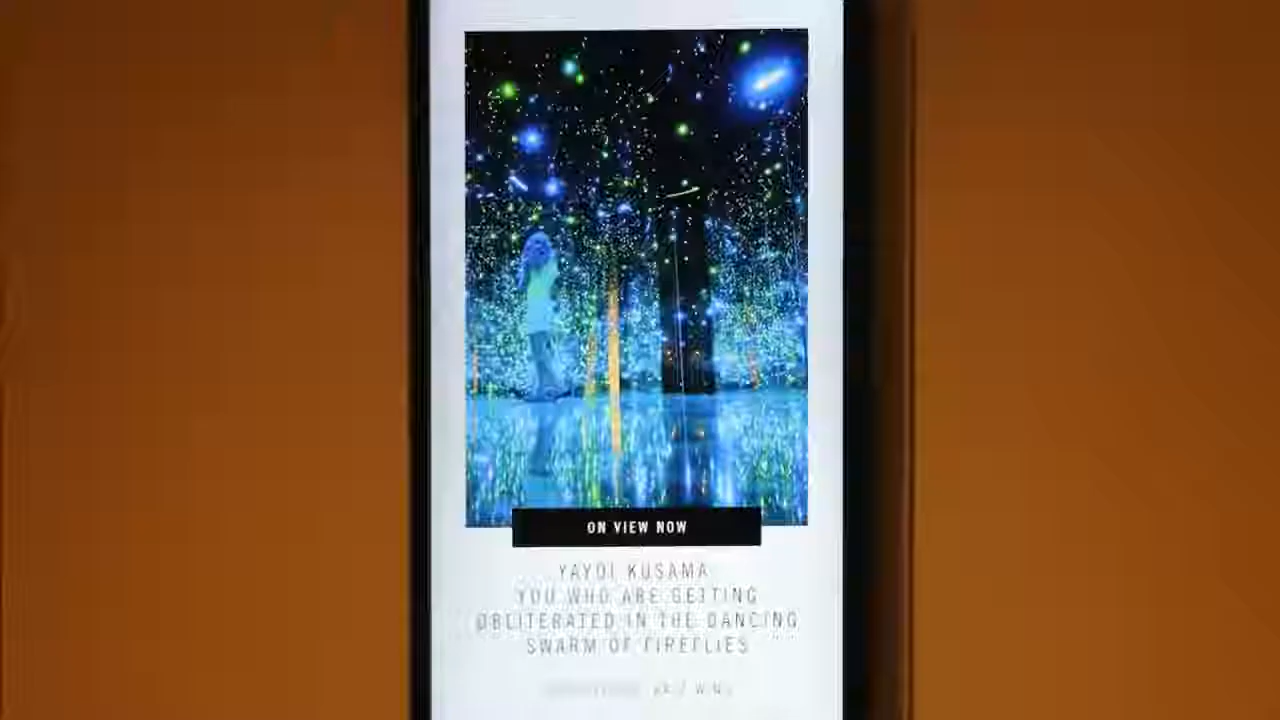 ON VIEW NOW
YAYOI KUSAMA
YOU WHO ARE GETTING
OBLITERATED IN THE DANCING
SWARM OF FIREFLIES